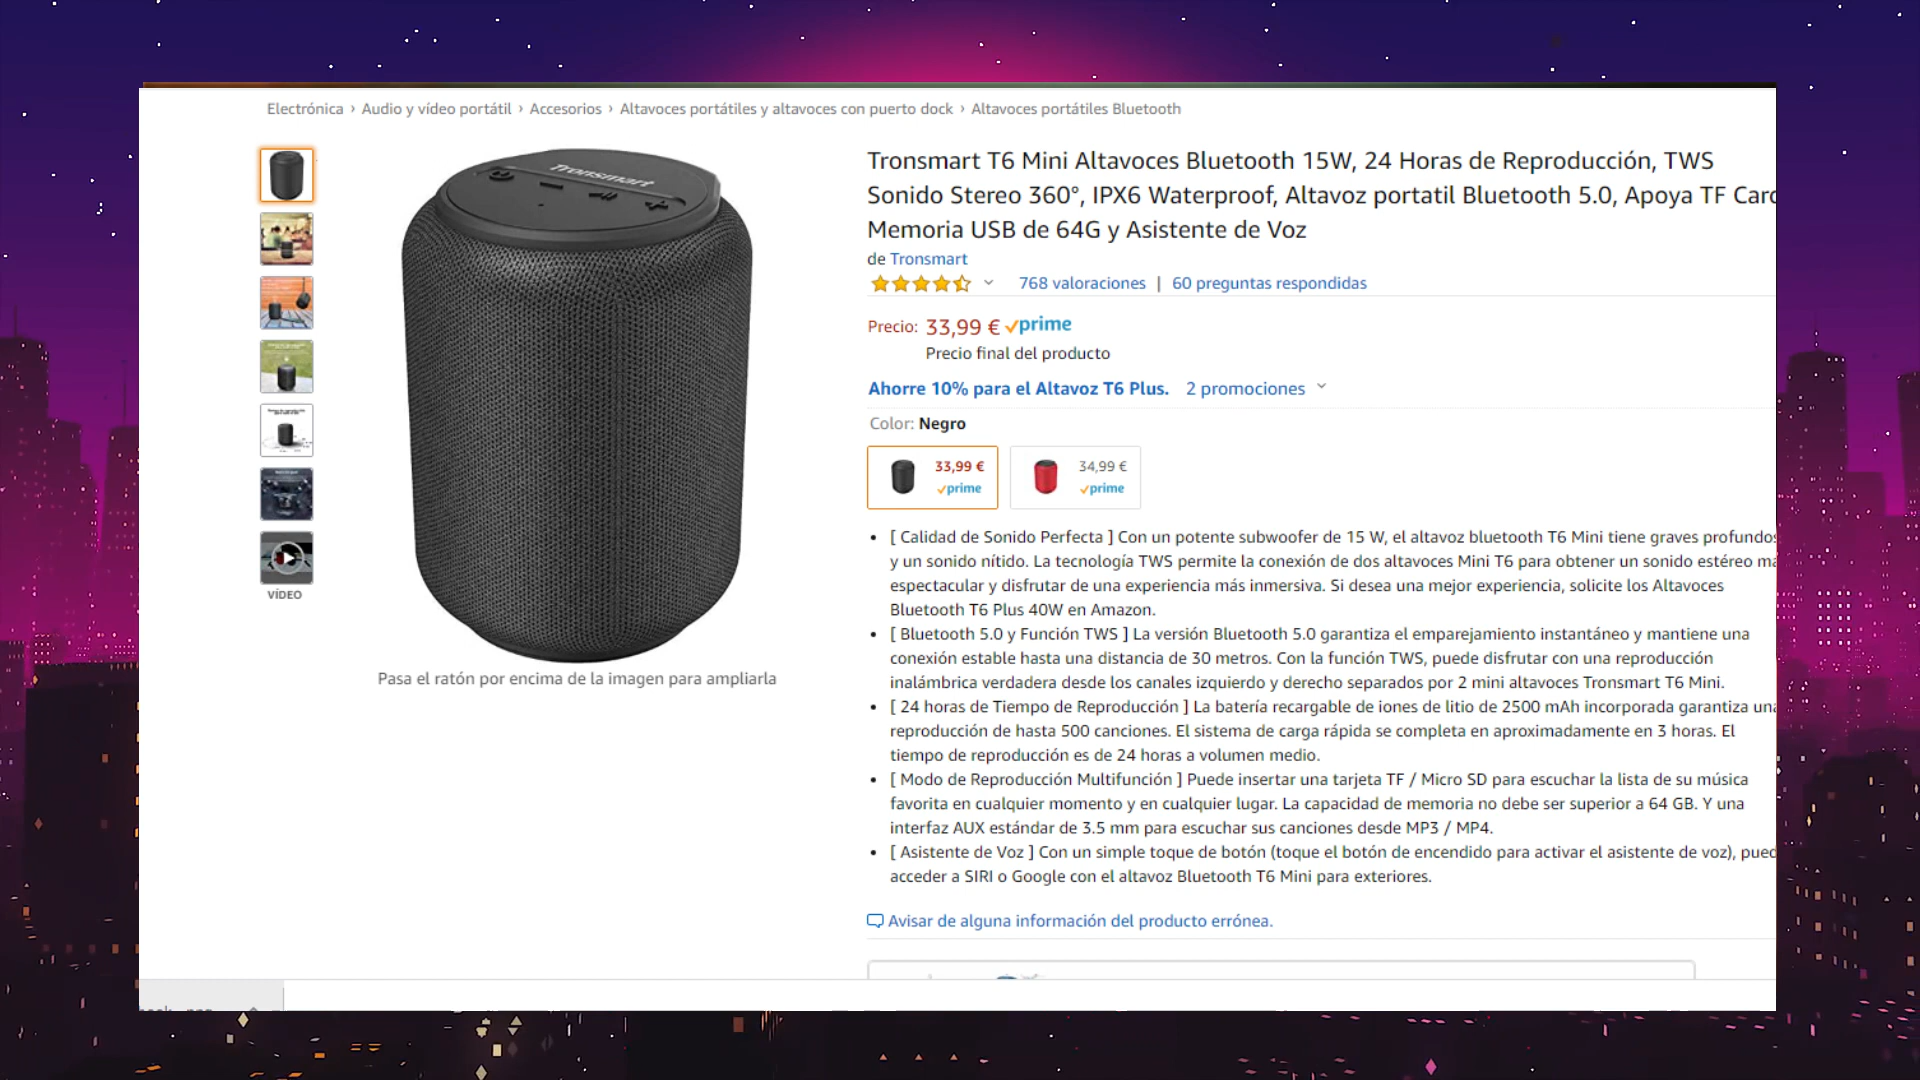 Electrónica › Audio y vídeo portátil › Accesorios › Altavoces portátiles y altavoces con puerto dock › Altavoces portátiles Bluetooth
Tronsmart
Tronsmart T6 Mini Altavoces Bluetooth 15W, 24 Horas de Reproducción, TWS
Sonido Stereo 360°, IPX6 Waterproof, Altavoz portatil Bluetooth 5.0, Apoya TF Card
Memoria USB de 64G y Asistente de Voz
de Tronsmart
768 valoraciones | 60 preguntas respondidas
Precio: 33,99 € prime
Precio final del producto
Ahorre 10% para el Altavoz T6 Plus. 2 promociones
Color: Negro
33,99 € 34,99 €
prime prime
• [ Calidad de Sonido Perfecta ] Con un potente subwoofer de 15 W, el altavoz bluetooth T6 Mini tiene graves profundos
y un sonido nítido. La tecnología TWS permite la conexión de dos altavoces Mini T6 para obtener un sonido estéreo má
espectacular y disfrutar de una experiencia más inmersiva. Si desea una mejor experiencia, solicite los Altavoces
Bluetooth T6 Plus 40W en Amazon.
• [ Bluetooth 5.0 y Función TWS ] La versión Bluetooth 5.0 garantiza el emparejamiento instantáneo y mantiene una
conexión estable hasta una distancia de 30 metros. Con la función TWS, puede disfrutar con una reproducción
inalámbrica verdadera desde los canales izquierdo y derecho separados por 2 mini altavoces Tronsmart T6 Mini.
• [ 24 horas de Tiempo de Reproducción ] La batería recargable de iones de litio de 2500 mAh incorporada garantiza una
reproducción de hasta 500 canciones. El sistema de carga rápida se completa en aproximadamente en 3 horas. El
tiempo de reproducción es de 24 horas a volumen medio.
• [ Modo de Reproducción Multifunción ] Puede insertar una tarjeta TF / Micro SD para escuchar la lista de su música
favorita en cualquier momento y en cualquier lugar. La capacidad de memoria no debe ser superior a 64 GB. Y una
interfaz AUX estándar de 3.5 mm para escuchar sus canciones desde MP3 / MP4.
• [ Asistente de Voz ] Con un simple toque de botón (toque el botón de encendido para activar el asistente de voz), pued
acceder a SIRI o Google con el altavoz Bluetooth T6 Mini para exteriores.
Avisar de alguna información del producto errónea.
VÍDEO
Pasa el ratón por encima de la imagen para ampliarla